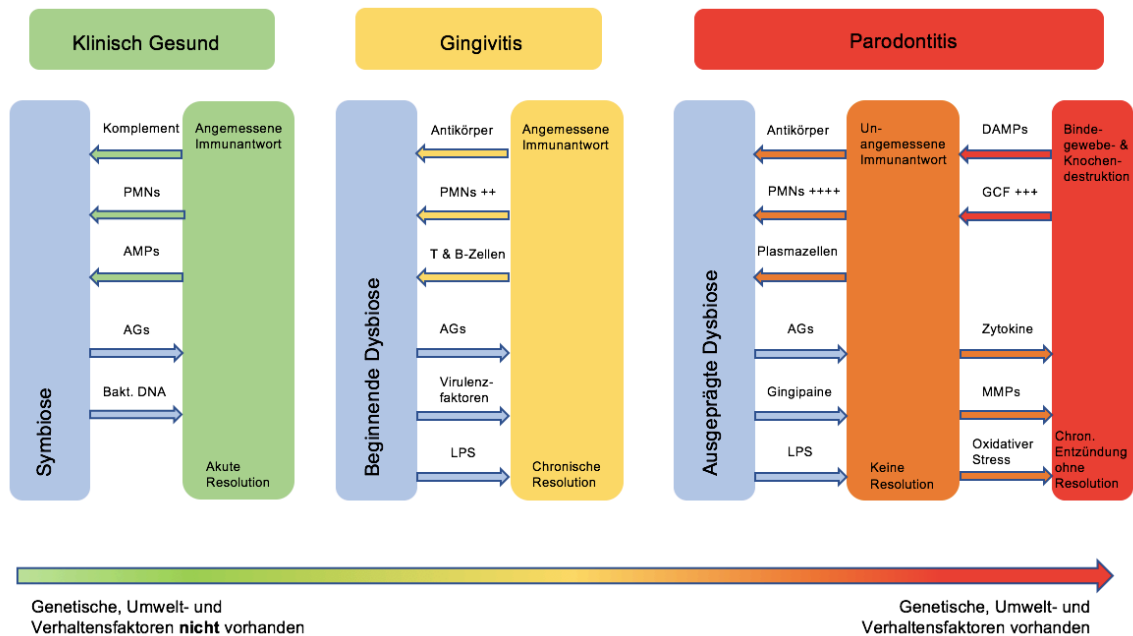 Klinisch Gesund
Gingivitis
Parodontitis
Symbiose
Komplement
PMNs
AMPs
AGs
Bakt. DNA
Angemessene
Immunantwort
Akute
Resolution
Beginnende Dysbiose
Antikörper
PMNs ++
T & B-Zellen
AGs
Virulenz-
faktoren
LPS
Angemessene
Immunantwort
Chronische
Resolution
Ausgeprägte Dysbiose
Antikörper
PMNs ++++
Plasmazellen
AGs
Gingipaine
LPS
Un-
angemessene
Immunantwort
Keine
Resolution
DAMPs
GCF +++
Zytokine
MMPs
Oxidativer
Stress
Binde-
gewebe- &
Knochen-
destruktion
Chron.
Entzündung
ohne
Resolution
Genetische, Umwelt- und
Verhaltensfaktoren nicht vorhanden
Genetische, Umwelt- und
Verhaltensfaktoren vorhanden